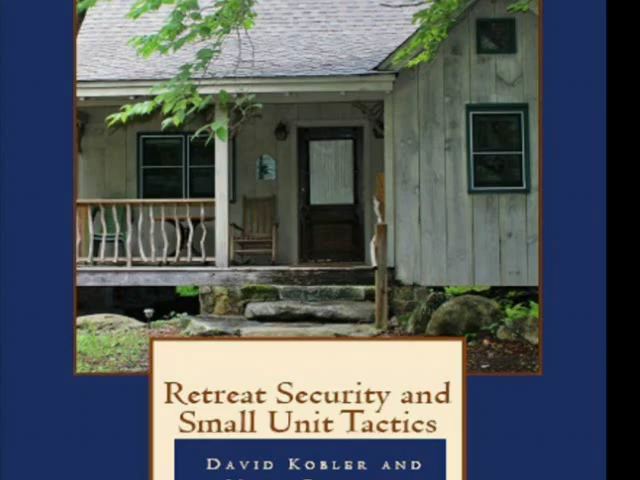 Retreat Security and
Small Unit Tactics
David Kobler and